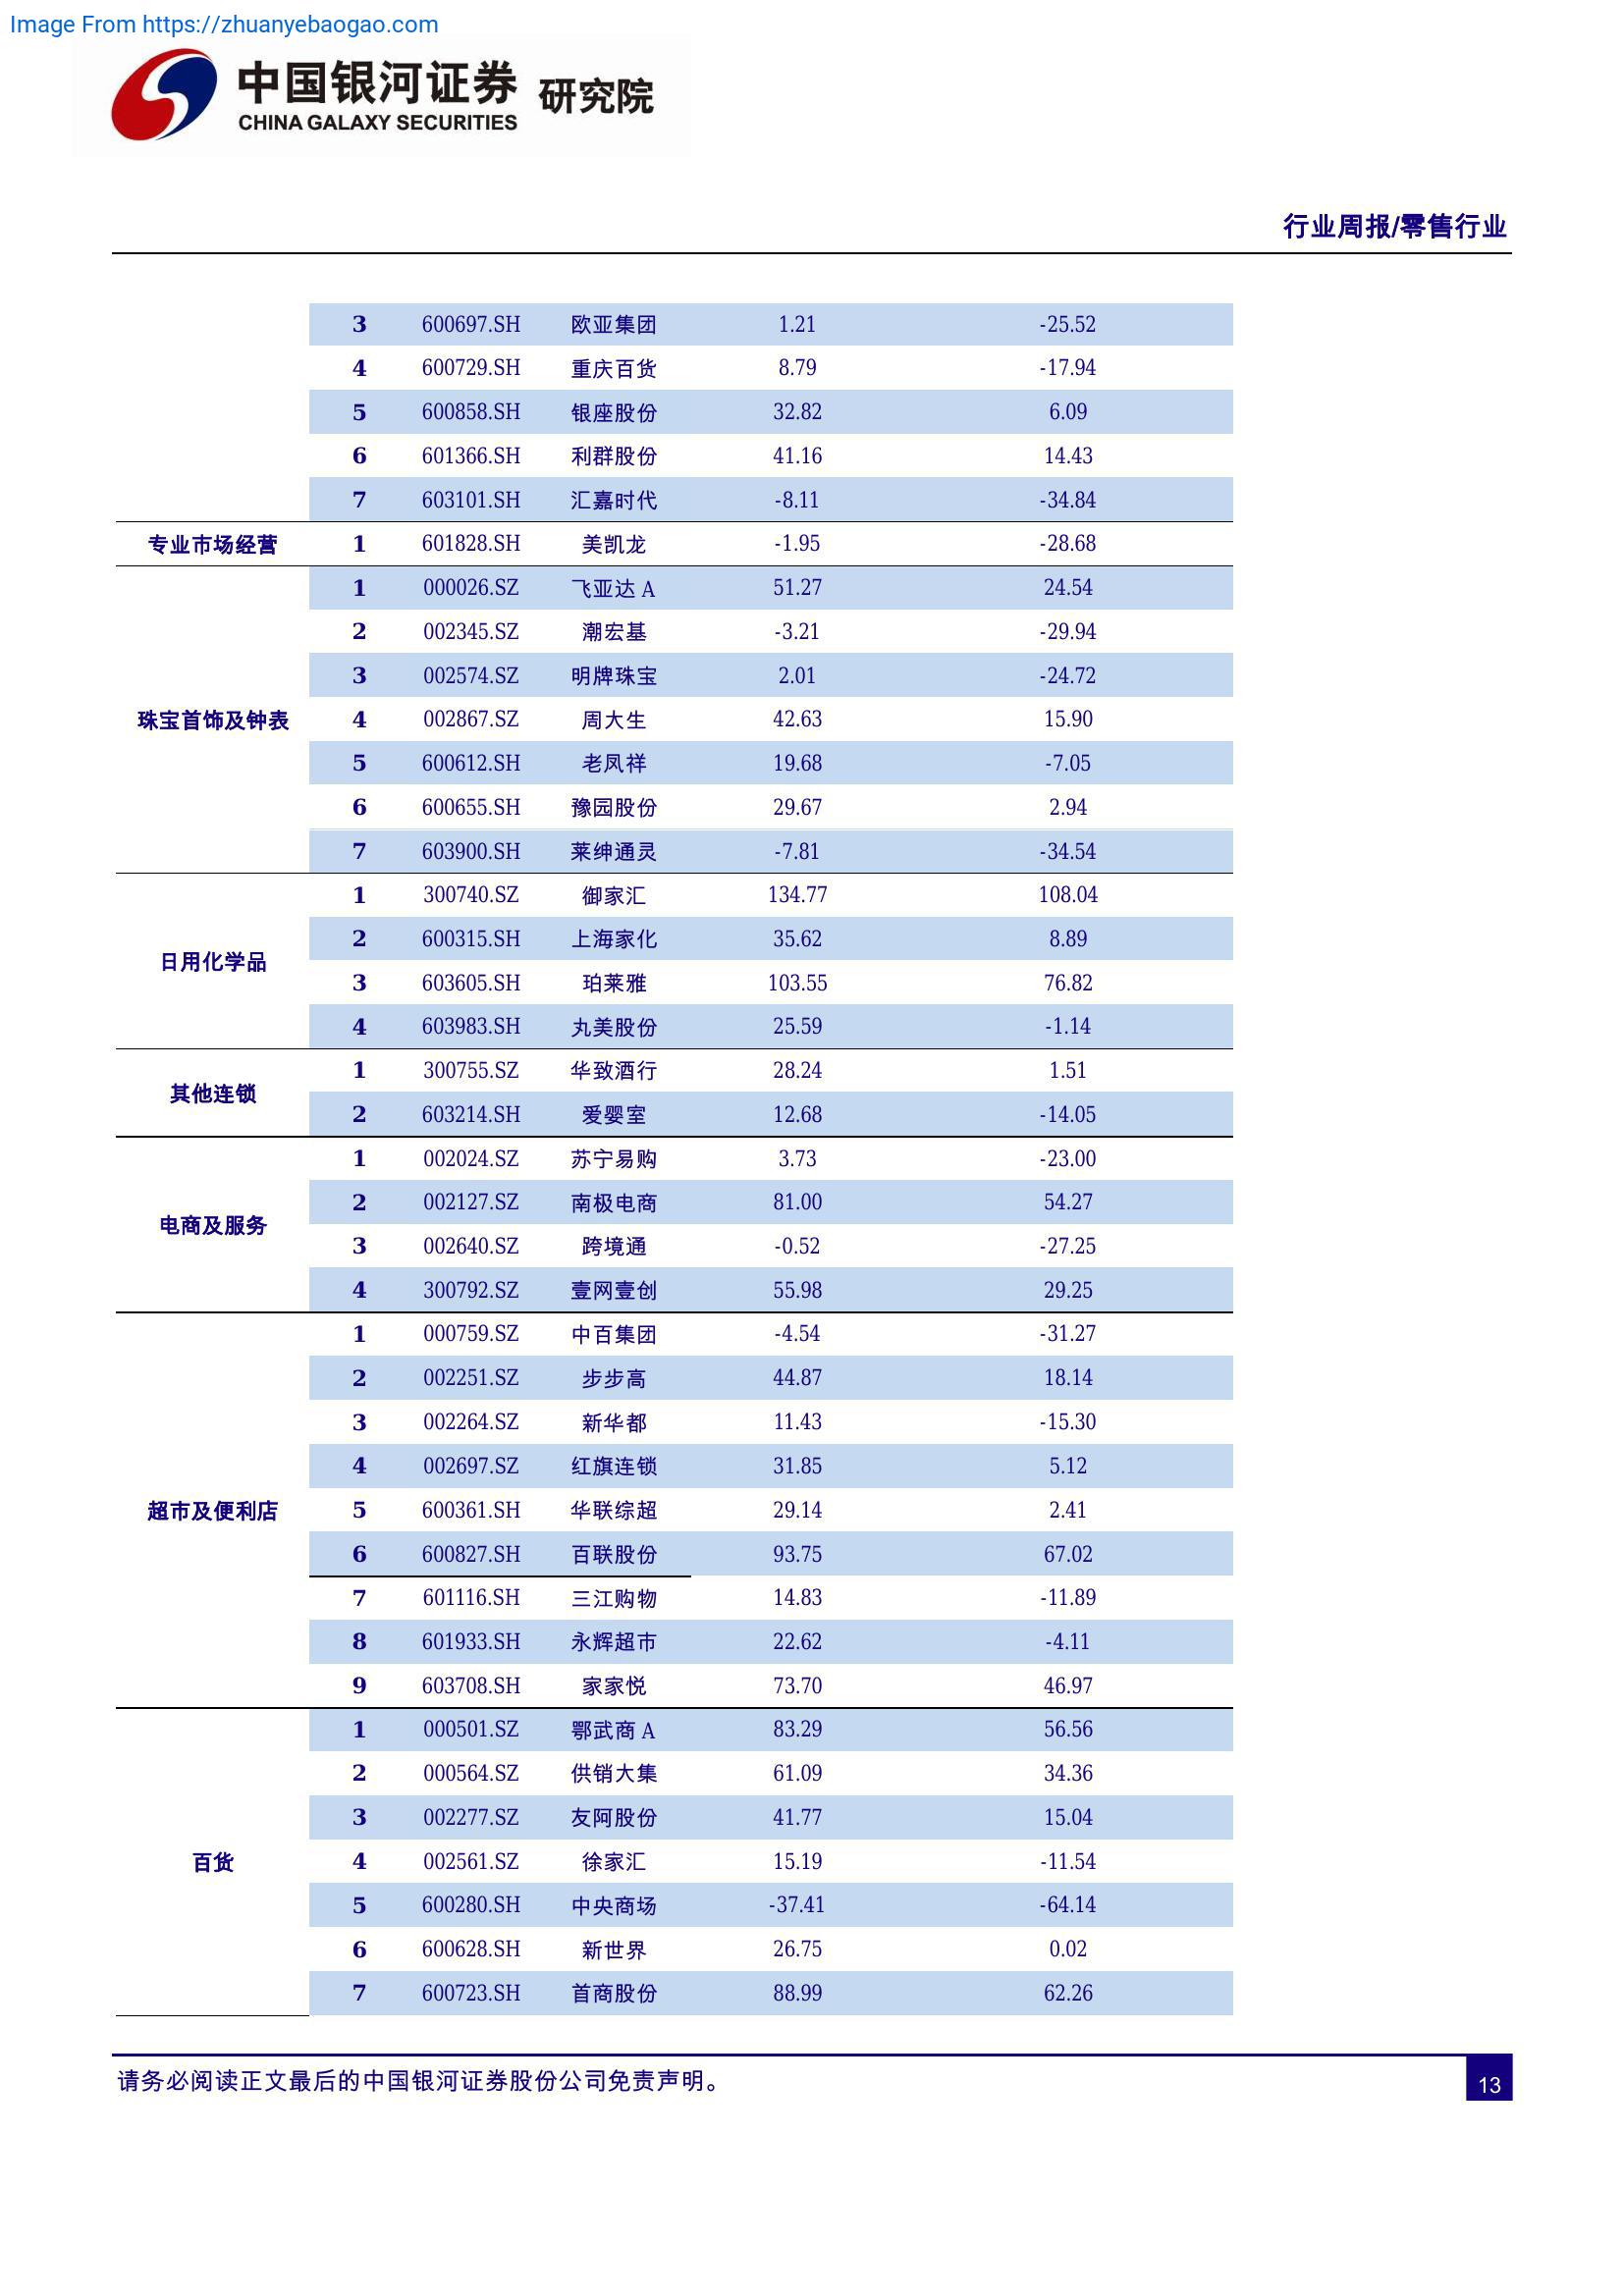 Image From https://zhuanyebaogao.com
中国银河证券 研究院
CHINA GALAXY SECURITIES
行业周报/零售行业
3 600697.SH 欧亚集团 1.21 -25.52
4 600729.SH 重庆百货 8.79 -17.94
5 600858.SH 银座股份 32.82 6.09
6 601366.SH 利群股份 41.16 14.43
7 603101.SH 汇嘉时代 -8.11 -34.84
专业市场经营 1 601828.SH 美凯龙 -1.95 -28.68
珠宝首饰及钟表
1 000026.SZ 飞亚达 A 51.27 24.54
2 002345.SZ 潮宏基 -3.21 -29.94
3 002574.SZ 明牌珠宝 2.01 -24.72
4 002867.SZ 周大生 42.63 15.90
5 600612.SH 老凤祥 19.68 -7.05
6 600655.SH 豫园股份 29.67 2.94
7 603900.SH 莱绅通灵 -7.81 -34.54
日用化学品
1 300740.SZ 御家汇 134.77 108.04
2 600315.SH 上海家化 35.62 8.89
3 603605.SH 珀莱雅 103.55 76.82
4 603983.SH 丸美股份 25.59 -1.14
其他连锁
1 300755.SZ 华致酒行 28.24 1.51
2 603214.SH 爱婴室 12.68 -14.05
电商及服务
1 002024.SZ 苏宁易购 3.73 -23.00
2 002127.SZ 南极电商 81.00 54.27
3 002640.SZ 跨境通 -0.52 -27.25
4 300792.SZ 壹网壹创 55.98 29.25
超市及便利店
1 000759.SZ 中百集团 -4.54 -31.27
2 002251.SZ 步步高 44.87 18.14
3 002264.SZ 新华都 11.43 -15.30
4 002697.SZ 红旗连锁 31.85 5.12
5 600361.SH 华联综超 29.14 2.41
6 600827.SH 百联股份 93.75 67.02
7 601116.SH 三江购物 14.83 -11.89
8 601933.SH 永辉超市 22.62 -4.11
9 603708.SH 家家悦 73.70 46.97
百货
1 000501.SZ 鄂武商 A 83.29 56.56
2 000564.SZ 供销大集 61.09 34.36
3 002277.SZ 友阿股份 41.77 15.04
4 002561.SZ 徐家汇 15.19 -11.54
5 600280.SH 中央商场 -37.41 -64.14
6 600628.SH 新世界 26.75 0.02
7 600723.SH 首商股份 88.99 62.26
请务必阅读正文最后的中国银河证券股份公司免责声明。
13